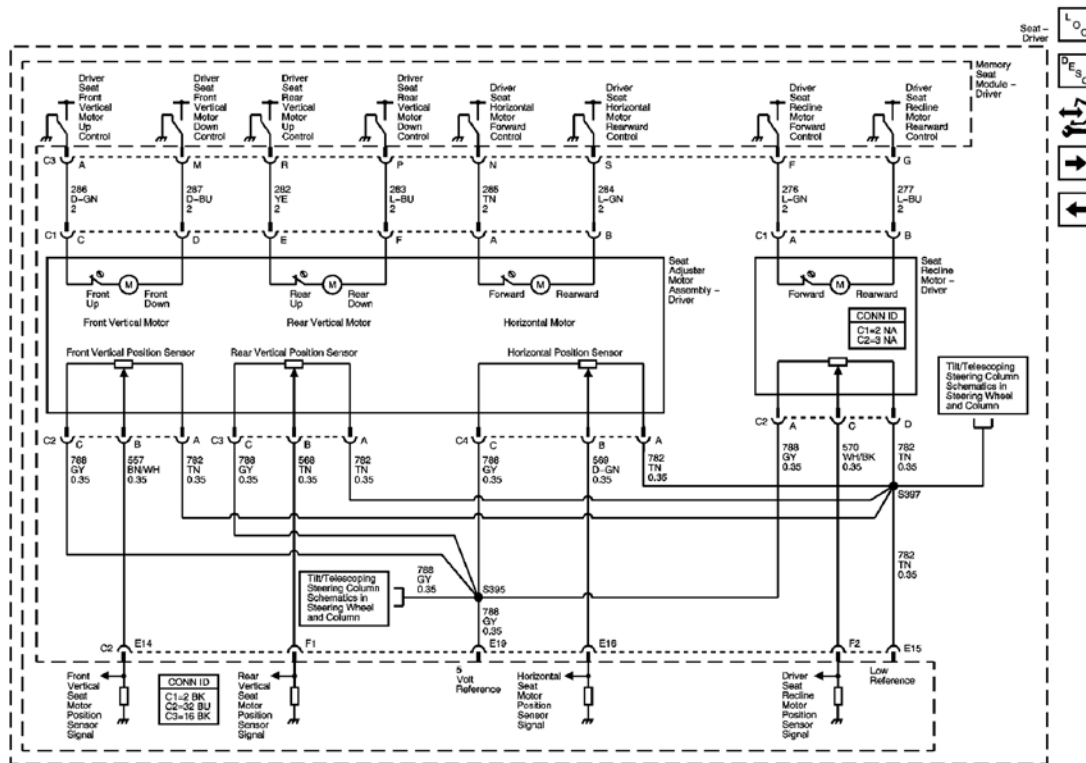 Seat –
Driver
L
O
C
D
E
S
C
Driver
Seat
Front
Vertical
Motor
Up
Control
Driver
Seat
Front
Vertical
Motor
Down
Control
Driver
Seat
Rear
Vertical
Motor
Up
Control
Driver
Seat
Rear
Vertical
Motor
Down
Control
Driver
Seat
Horizontal
Motor
Forward
Control
Driver
Seat
Horizontal
Motor
Rearward
Control
Driver
Seat
Recline
Motor
Forward
Control
Driver
Seat
Recline
Motor
Rearward
Control
Memory
Seat
Module –
Driver
C3 A M R P N S F G
286
D-GN
2
287
D-BU
2
282
YE
2
283
L-BU
2
285
TN
2
284
L-GN
2
276
L-GN
2
277
L-BU
2
C1 C D E F A B C1 A B
M
Front
Up
Front
Down
Front Vertical Motor
M
Rear
Up
Rear
Down
Rear Vertical Motor
M
Forward
Rearward
Horizontal Motor
Seat
Adjuster
Motor
Assembly –
Driver
M
Forward
Rearward
Seat
Recline
Motor –
Driver
CONN ID
C1=2 NA
C2=3 NA
Front Vertical Position Sensor
Rear Vertical Position Sensor
Horizontal Position Sensor
Tilt/Telescoping
Steering Column
Schematics in
Steering Wheel
and Column
C2 C B A C3 C B A C4 C B A C2 A C D
788
GY
0.35
557
BN/WH
0.35
782
TN
0.35
788
GY
0.35
568
TN
0.35
782
TN
0.35
788
GY
0.35
569
D-GN
0.35
782
TN
0.35
788
GY
0.35
570
WH/BK
0.35
782
TN
0.35
S397
782
TN
0.35
Tilt/Telescoping
Steering Column
Schematics in
Steering Wheel
and Column
788
GY
0.35
S395
788
GY
0.35
C2 E14 F1 E19 E16 F2 E15
Front
Vertical
Seat
Motor
Position
Sensor
Signal
CONN ID
C1=2 BK
C2=32 BU
C3=16 BK
Rear
Vertical
Seat
Motor
Position
Sensor
Signal
5
Volt
Reference
Horizontal
Seat
Motor
Position
Sensor
Signal
Driver
Seat
Recline
Motor
Position
Sensor
Signal
Low
Reference